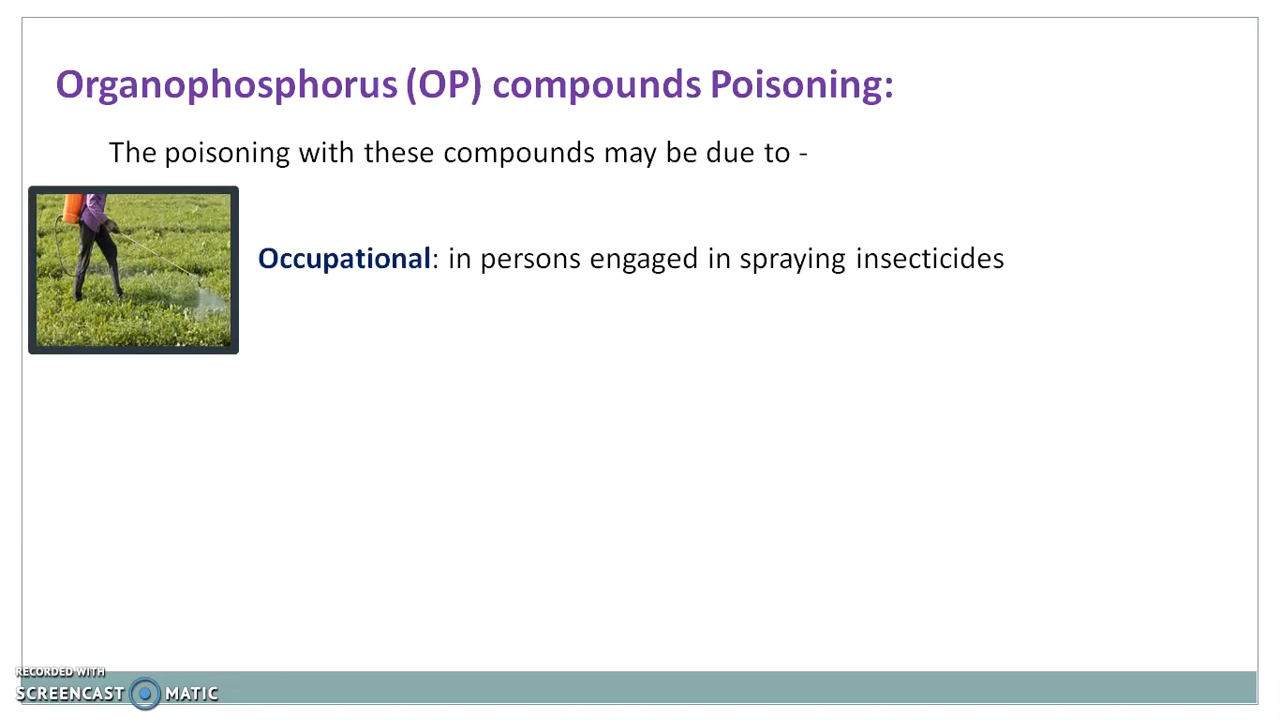 Organophosphorus (OP) compounds Poisoning:
The poisoning with these compounds may be due to -
Occupational: in persons engaged in spraying insecticides
RECORDED WITH
SCREENCAST MATIC